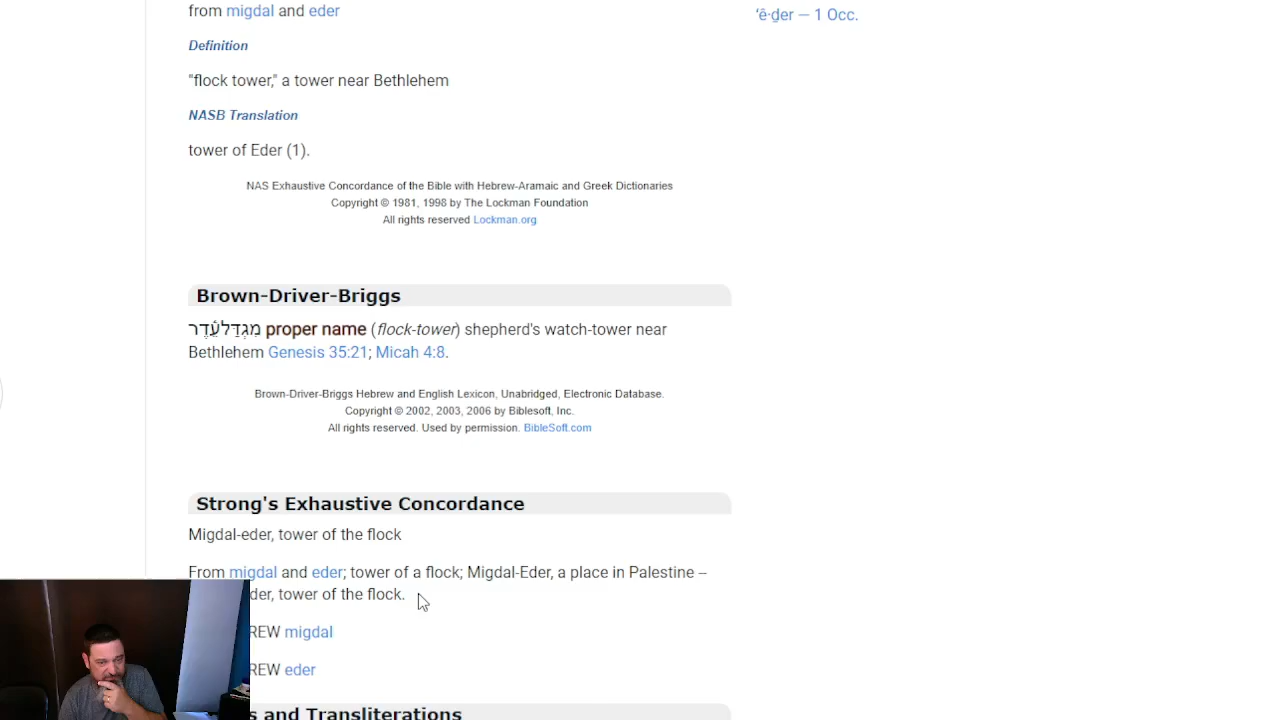 from migdal and eder
‘ê·ḏer — 1 Occ.
Definition
"flock tower," a tower near Bethlehem
NASB Translation
tower of Eder (1).
NAS Exhaustive Concordance of the Bible with Hebrew-Aramaic and Greek Dictionaries
Copyright © 1981, 1998 by The Lockman Foundation
All rights reserved Lockman.org
Brown-Driver-Briggs
מִגְדַּלעֵ֫דֶר proper name (flock-tower) shepherd's watch-tower near
Bethlehem Genesis 35:21; Micah 4:8.
Brown-Driver-Briggs Hebrew and English Lexicon, Unabridged, Electronic Database.
Copyright © 2002, 2003, 2006 by Biblesoft, Inc.
All rights reserved. Used by permission. BibleSoft.com
Strong's Exhaustive Concordance
Migdal-eder, tower of the flock
From migdal and eder; tower of a flock; Migdal-Eder, a place in Palestine –
der, tower of the flock.
REW migdal
REW eder
s and Transliterations